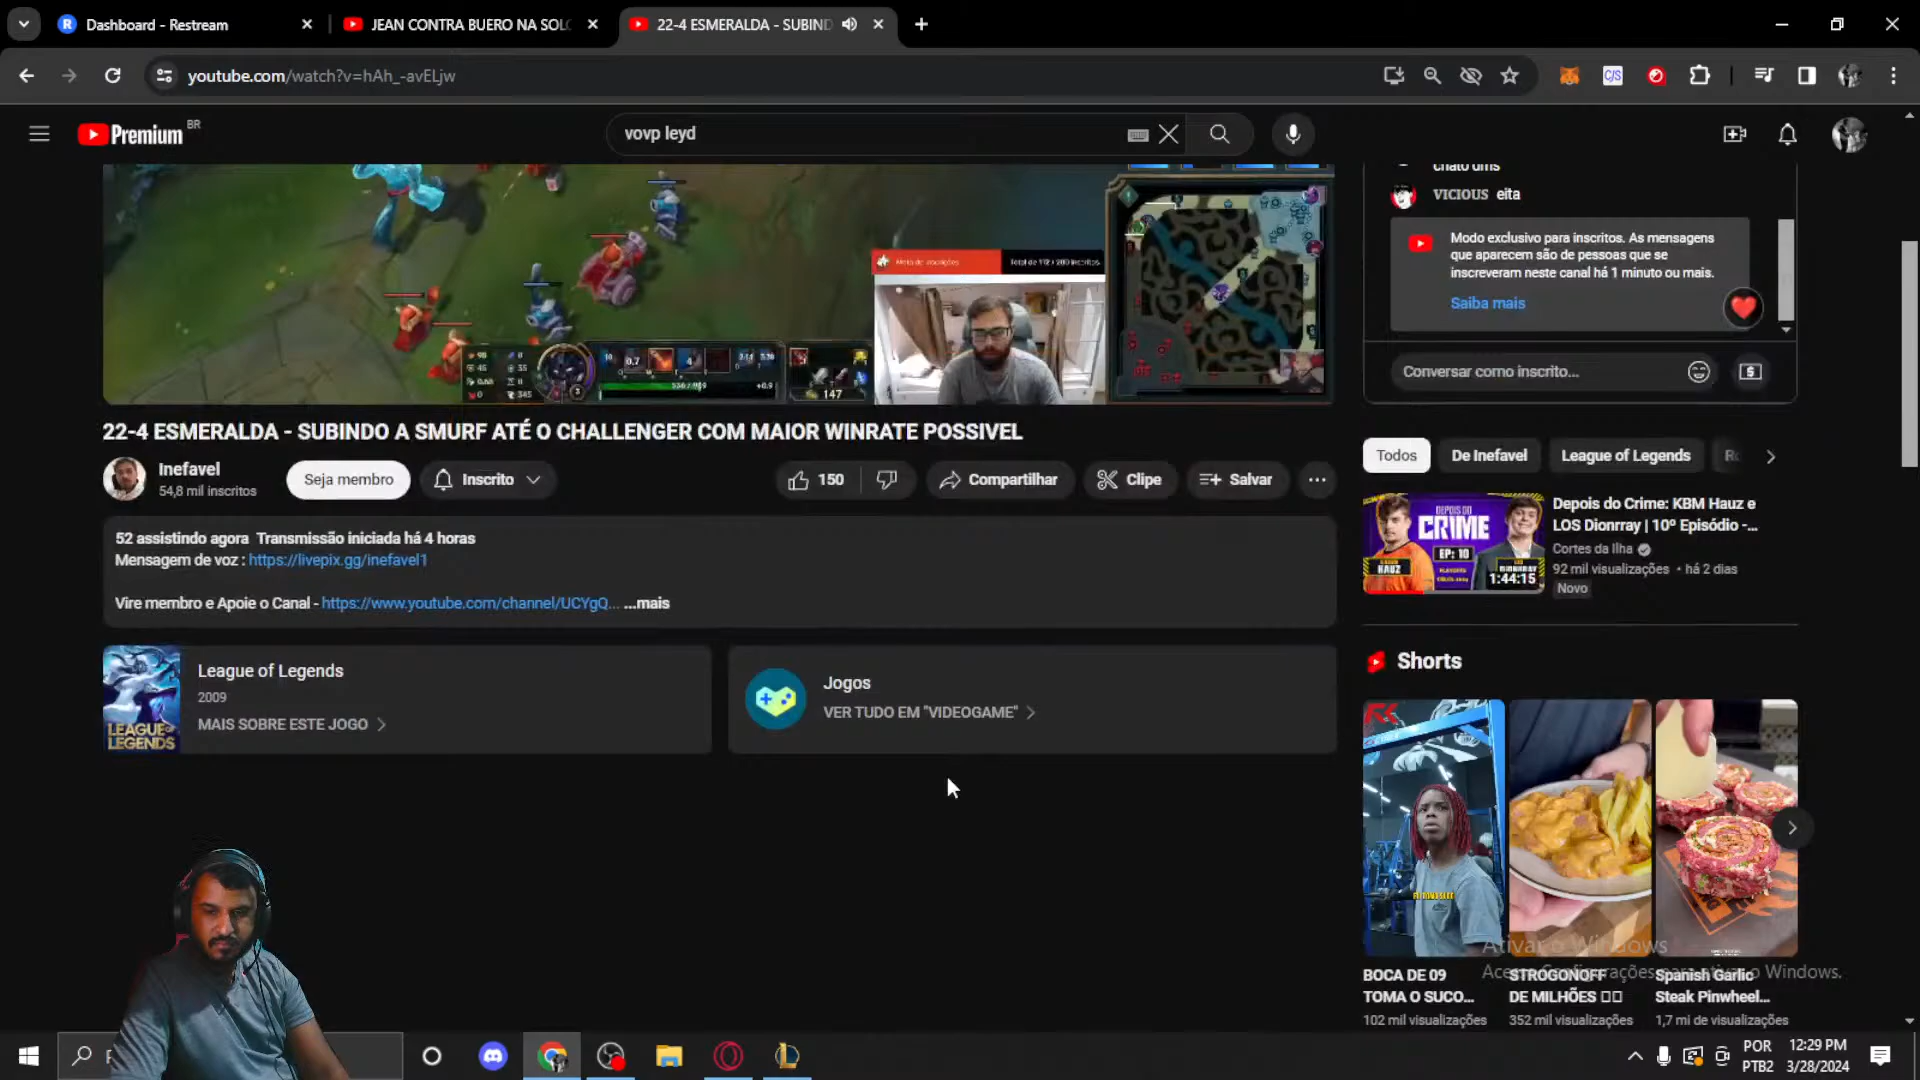 Dashboard - Restream
JEAN CONTRA BUERO NA SOL
22-4 ESMERALDA - SUBIND
youtube.com/watch?v=hAh_-avELjw
Premium BR
vovp leyd
VICIOUS eita
Modo exclusivo para inscritos. As mensagens
que aparecem são de pessoas que se
inscreveram neste canal há 1 minuto ou mais.
Saiba mais
Conversar como inscrito...
147
22-4 ESMERALDA - SUBINDO A SMURF ATÉ O CHALLENGER COM MAIOR WINRATE POSSIVEL
Inefavel
54,8 mil inscritos
Seja membro
Inscrito
150
Compartilhar
Clipe
Salvar
Todos
De Inefavel
League of Legends
52 assistindo agora Transmissão iniciada há 4 horas
Mensagem de voz : https://livepix.gg/inefavel1
Vire membro e Apoie o Canal - https://www.youtube.com/channel/UCYgQ... ...mais
DEPOIS DO
CRIME
EP: 10
HAUZ
1:44:15
Depois do Crime: KBM Hauz e
LOS Dionrray | 10º Episódio -...
Cortes da Ilha
92 mil visualizações • há 2 dias
Novo
League of Legends
2009
MAIS SOBRE ESTE JOGO
LEAGUE OF
LEGENDS
Jogos
VER TUDO EM "VIDEOGAME"
Shorts
BOCA DE 09
TOMA O SUCO...
102 mil visualizações
STROGONOFF
DE MILHÕES
352 mil visualizações
Spanish Garlic
Steak Pinwheel...
1,7 mi de visualizações
Ativar o Windows
POR
PTB2
12:29 PM
3/28/2024